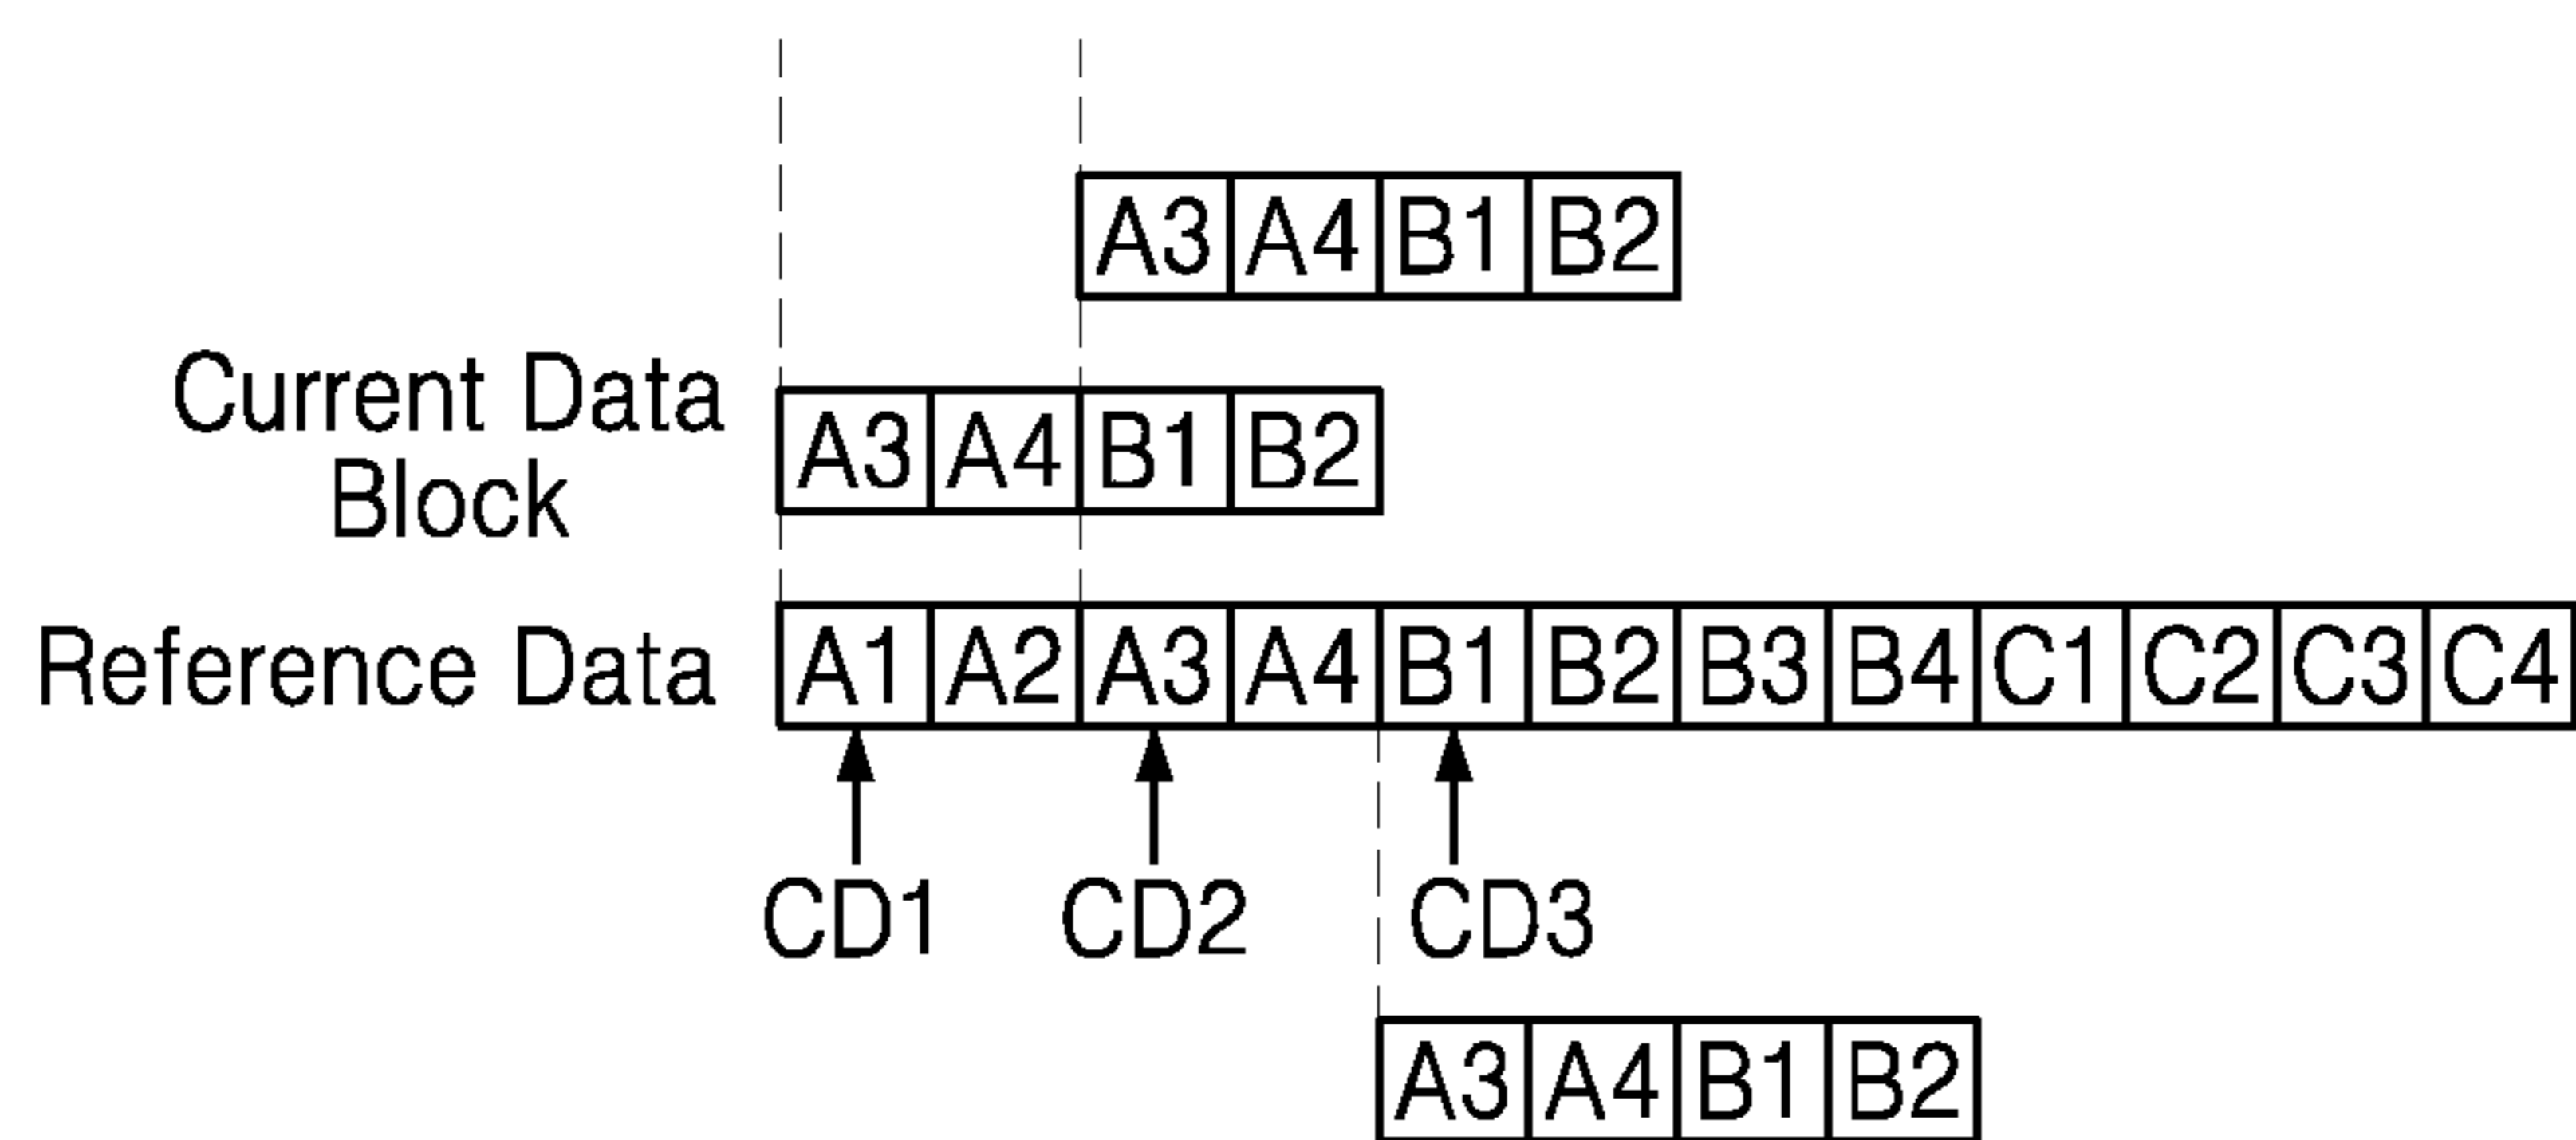 A3 A4 B1 B2
Current Data
Block
A3 A4 B1 B2
Reference Data
A1 A2 A3 A4 B1 B2 B3 B4 C1 C2 C3 C4
CD1 CD2 CD3
A3 A4 B1 B2